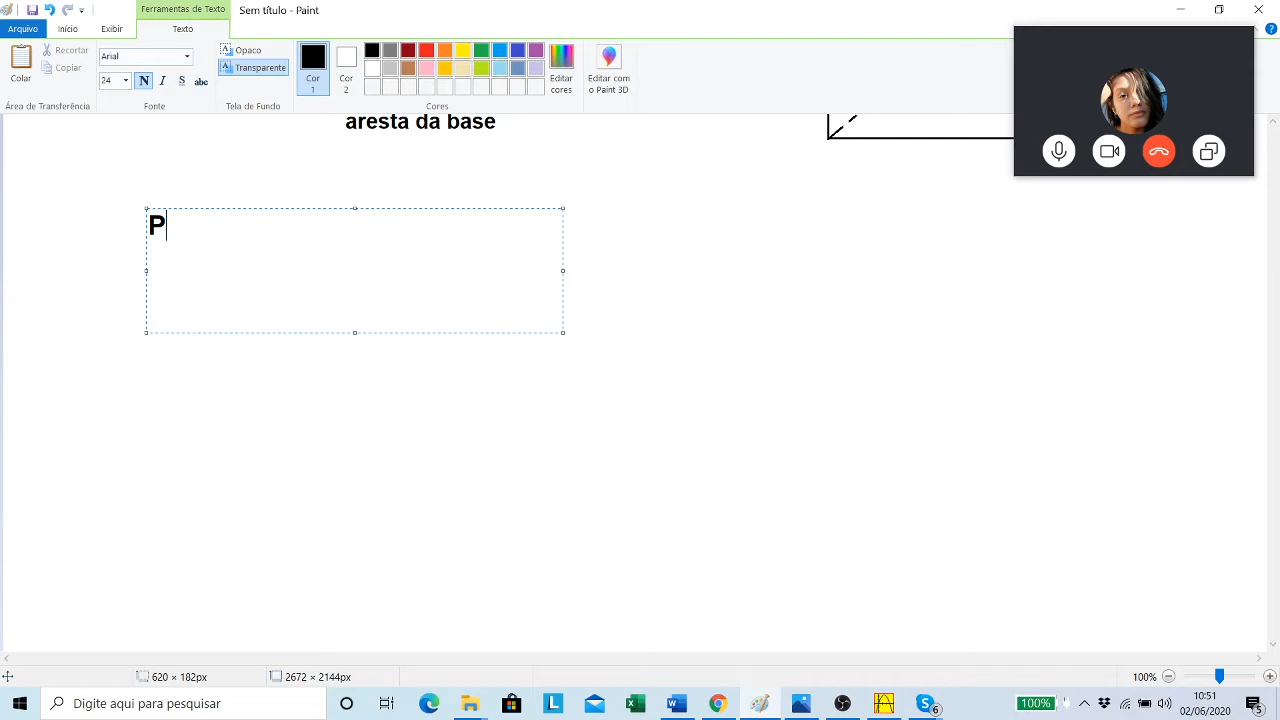 Ferramentas de Texto
Sem título - Paint
Arquivo
Início
Exibir
Texto
Colar
Recortar
Copiar
Área de Transferência
Arial
24
N
I
S
abc
Fonte
Opaco
Transparente
Tela de Fundo
Cor
1
Cor
2
Cores
Editar
cores
Editar com
o Paint 3D
aresta da base
P
620 × 182px
2672 × 2144px
100%
Digite aqui para pesquisar
6
100%
10:51
02/06/2020
5